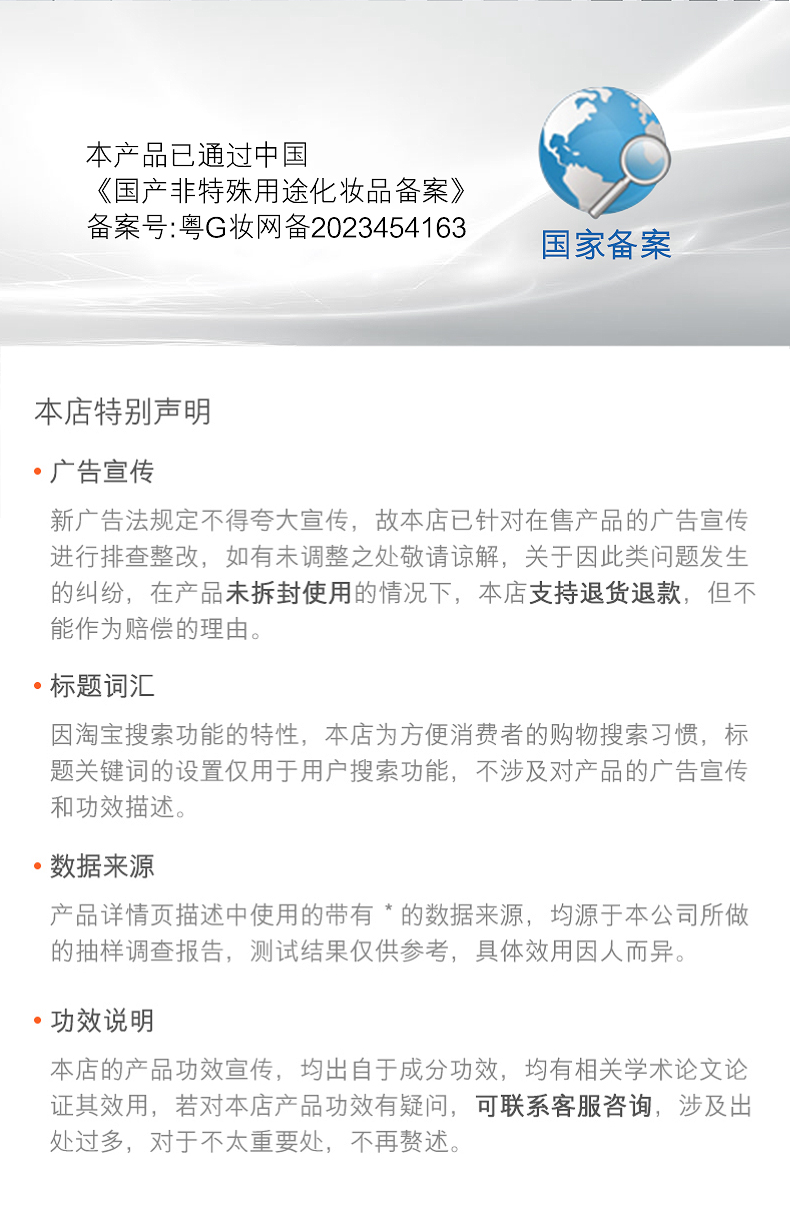 本产品已通过中国
《国产非特殊用途化妆品备案》
备案号:粤G妆网备2023454163
国家备案
本店特别声明
• 广告宣传
新广告法规定不得夸大宣传，故本店已针对在售产品的广告宣传
进行排查整改，如有未调整之处敬请谅解，关于因此类问题发生
的纠纷，在产品未拆封使用的情况下，本店支持退货退款，但不
能作为赔偿的理由。
• 标题词汇
因淘宝搜索功能的特性，本店为方便消费者的购物搜索习惯，标
题关键词的设置仅用于用户搜索功能，不涉及对产品的广告宣传
和功效描述。
• 数据来源
产品详情页描述中使用的带有 * 的数据来源，均源于本公司所做
的抽样调查报告，测试结果仅供参考，具体效用因人而异。
• 功效说明
本店的产品功效宣传，均出自于成分功效，均有相关学术论文论
证其效用，若对本店产品功效有疑问，可联系客服咨询，涉及出
处过多，对于不太重要处，不再赘述。